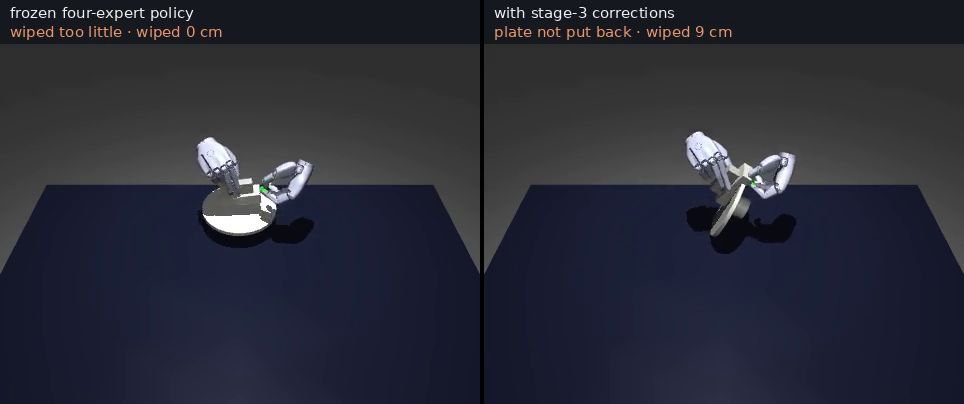 frozen four-expert policy
wiped too little · wiped 0 cm
with stage-3 corrections
plate not put back · wiped 9 cm